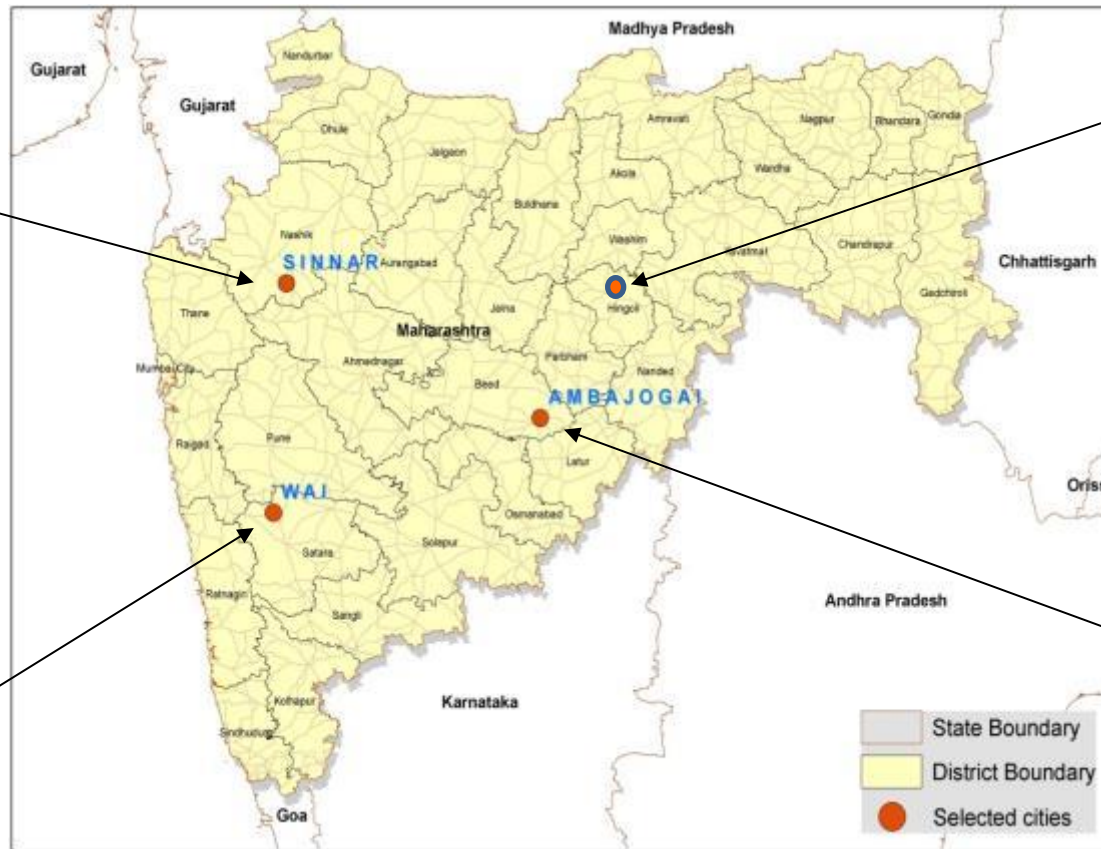 Madhya Pradesh
Gujarat
Nandurbar
Gujarat
Dhule
Jalgaon
Amravati
Nagpur
Bhandara
Gondia
Akola
Wardha
Buldhana
Nashik
Washim
Yavatmal
Chandrapur
SINNAR
Aurangabad
Chhattisgarh
Gadchiroli
Thane
Jalna
Hingoli
Maharashtra
Parbhani
Ahmadnagar
Mumbai City
Beed
Nanded
AMBAJOGAI
Raigad
Pune
Latur
WAI
Oris
Osmanabad
Satara
Solapur
Ratnagiri
Andhra Pradesh
Sangli
Kolhapur
Karnataka
Sindhudurg
State Boundary
District Boundary
Goa
Selected cities